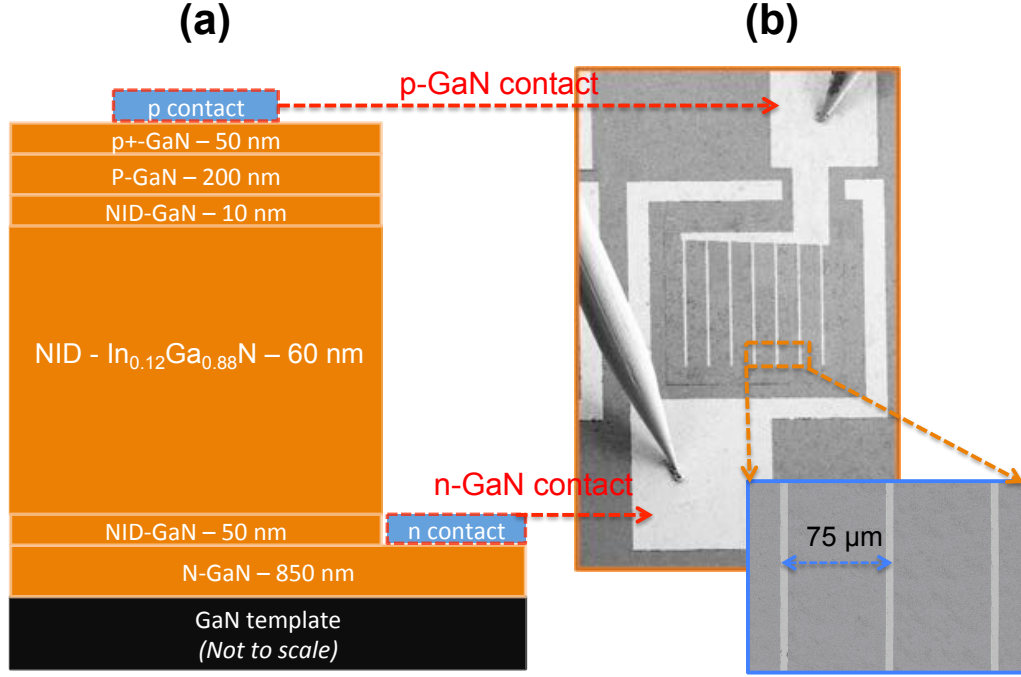 (a)
(b)
p-GaN contact
p contact
p+-GaN – 50 nm
P-GaN – 200 nm
NID-GaN – 10 nm
NID - In₀.₁₂Ga₀.₈₈N – 60 nm
n-GaN contact
NID-GaN – 50 nm
n contact
75 µm
N-GaN – 850 nm
GaN template
(Not to scale)